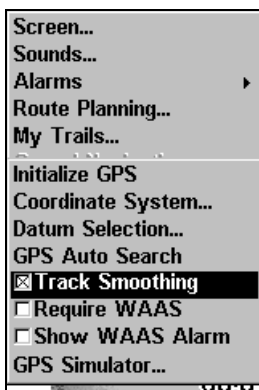 Screen...
Sounds...
Alarms
Route Planning...
My Trails...
Initialize GPS
Coordinate System...
Datum Selection...
GPS Auto Search
Track Smoothing
Require WAAS
Show WAAS Alarm
GPS Simulator...